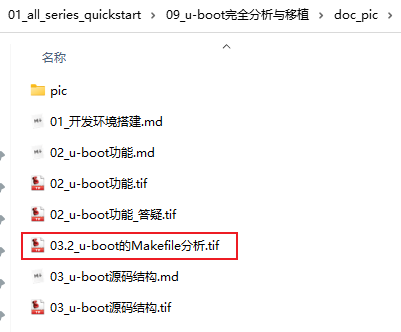 01_all_series_quickstart > 09_u-boot完全分析与移植 > doc_pic >
名称
pic
01_开发环境搭建.md
02_u-boot功能.md
02_u-boot功能.tif
02_u-boot功能_答疑.tif
03.2_u-boot的Makefile分析.tif
03_u-boot源码结构.md
03_u-boot源码结构.tif